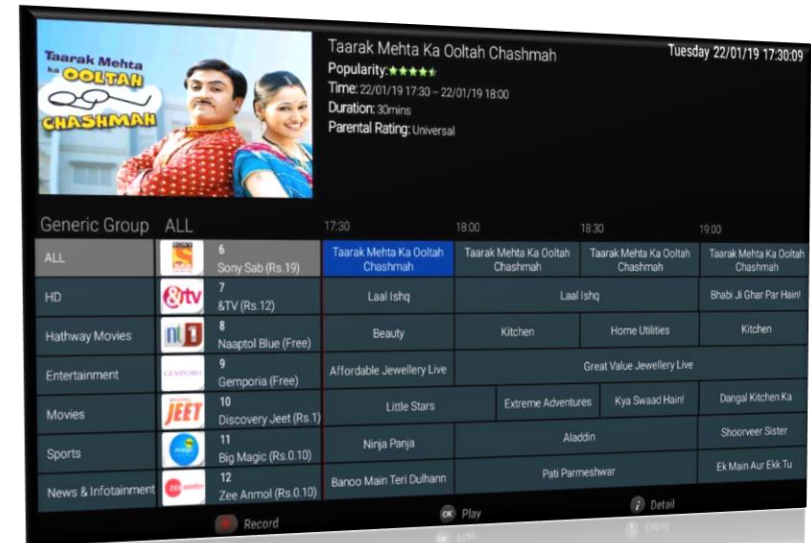 Taarak Mehta
ka OOLTAH
CHASHMAH
Taarak Mehta Ka Ooltah Chashmah
Tuesday 22/01/19 17:30:09
Popularity:
Time: 22/01/19 17:30 – 22/01/19 18:00
Duration: 30mins
Parental Rating: Universal
Generic Group ALL 17:30 18:00 18:30 19:00
ALL
SONY SAB
6
Sony Sab (Rs.19)
Taarak Mehta Ka Ooltah
Chashmah
Taarak Mehta Ka Ooltah
Chashmah
Taarak Mehta Ka Ooltah
Chashmah
Taarak Mehta Ka Ooltah
Chashmah
HD
&tv
7
&TV (Rs.12)
Laal Ishq
Laal Ishq
Bhabi Ji Ghar Par Hain!
Hathway Movies
8
Naaptol Blue (Free)
Beauty
Kitchen
Home Utilities
Kitchen
Entertainment
GEMPORIA
9
Gemporia (Free)
Affordable Jewellery Live
Great Value Jewellery Live
Movies
JEET
10
Discovery Jeet (Rs.1)
Little Stars
Extreme Adventures
Kya Swaad Hain!
Dangal Kitchen Ka
Sports
magic
11
Big Magic (Rs.0.10)
Ninja Panja
Aladdin
Shoorveer Sister
News & Infotainment
12
Zee Anmol (Rs.0.10)
Banoo Main Teri Dulhann
Pati Parmeshwar
Ek Main Aur Ekk Tu
Record
OK Play
i Detail